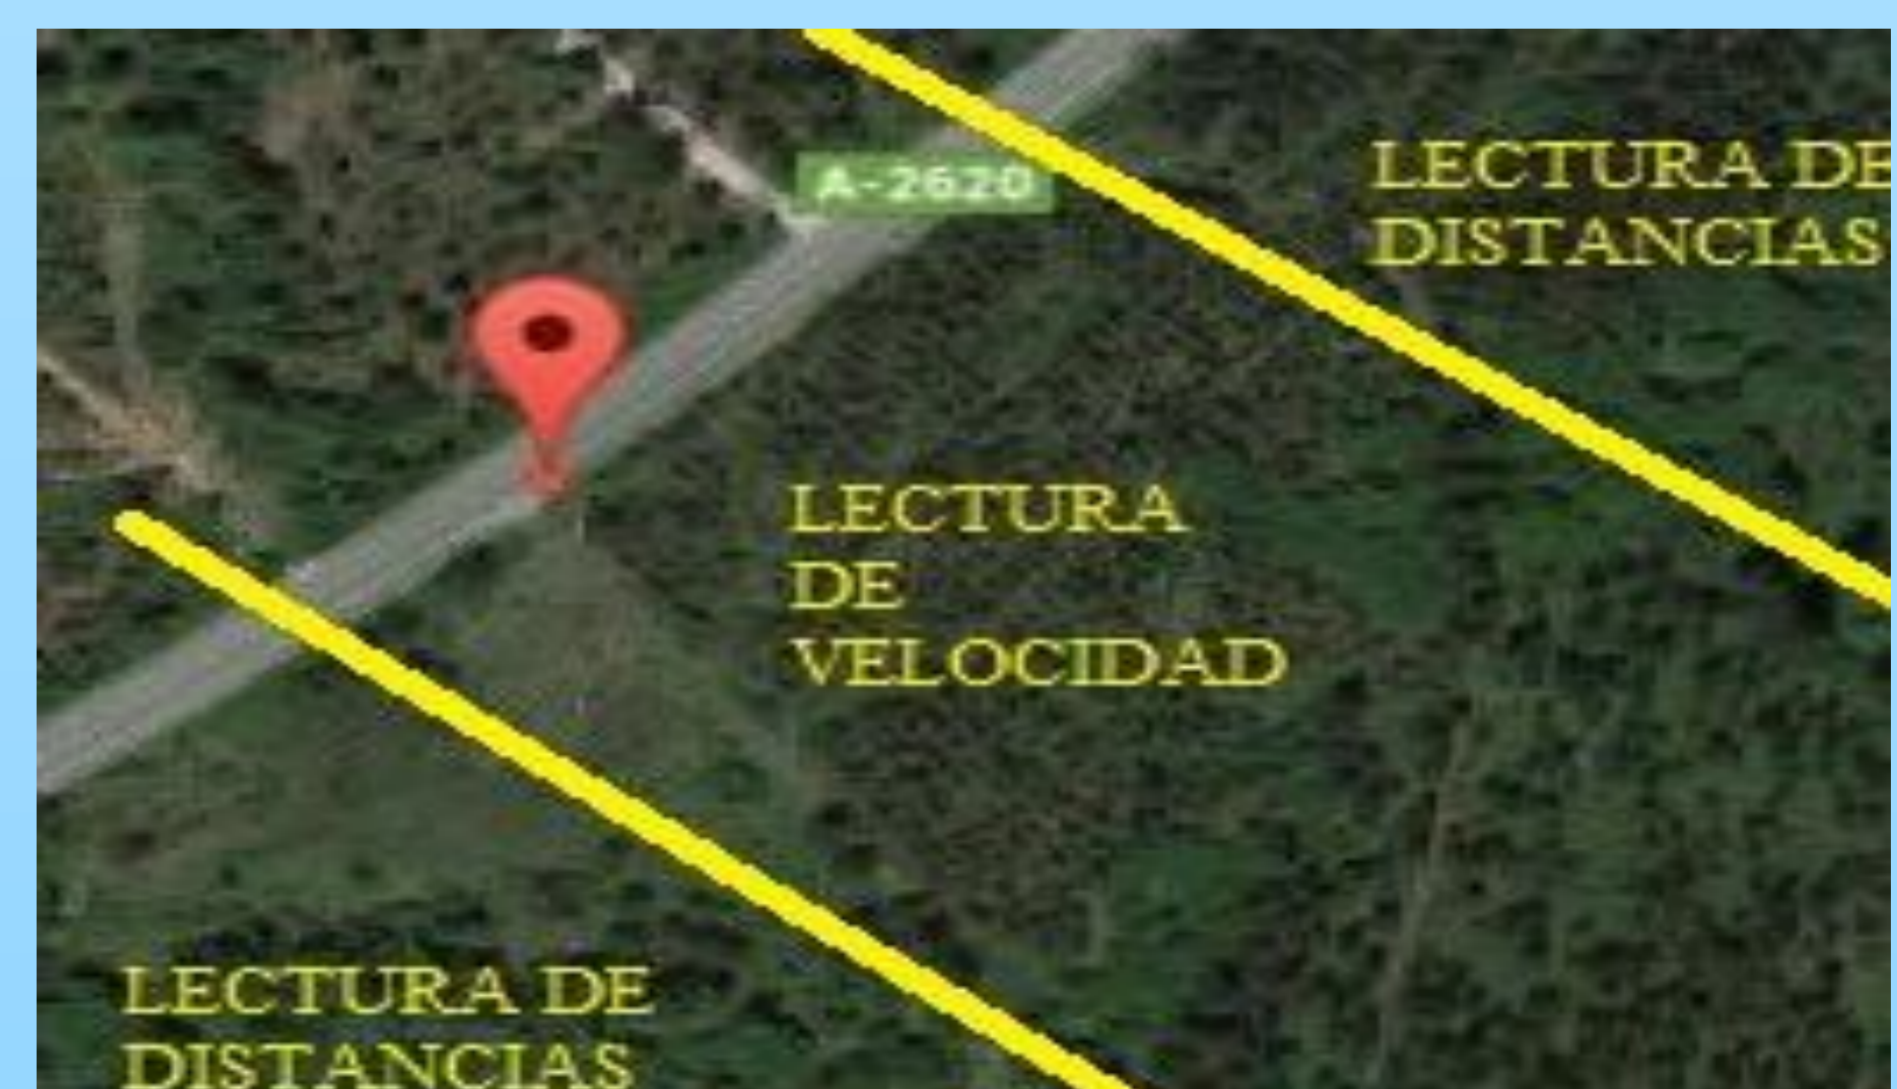 A-2620
LECTURA DE
DISTANCIAS
LECTURA
DE
VELOCIDAD
LECTURA DE
DISTANCIAS